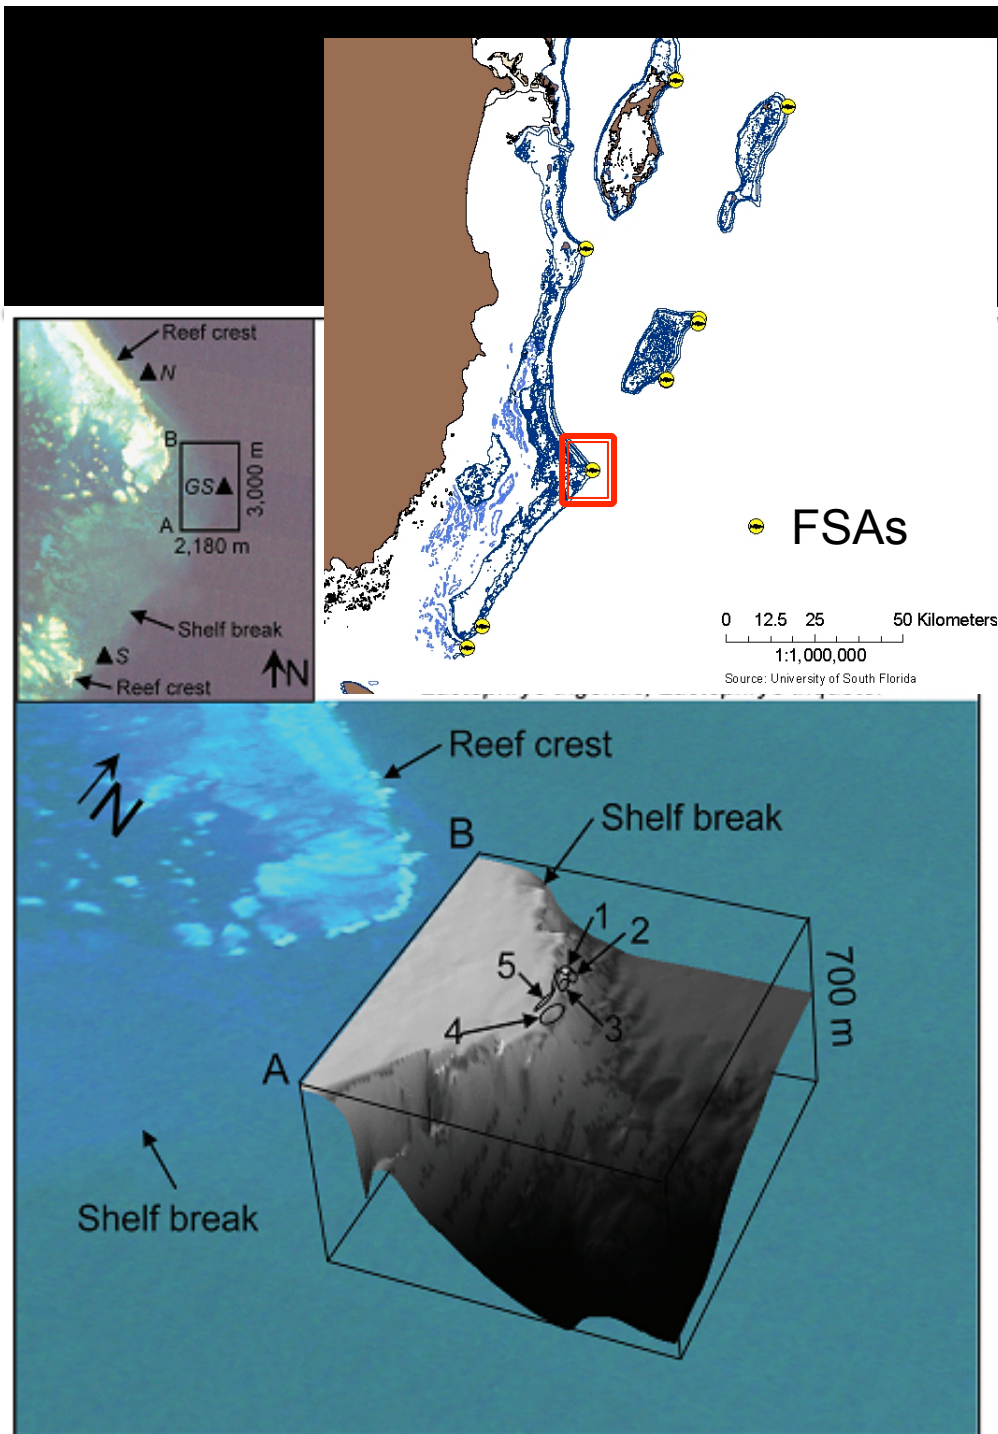 Reef crest
N
B
GS
3,000 m
A
2,180 m
Shelf break
S
N
Reef crest
FSAs
0 12.5 25 50 Kilometers
1:1,000,000
Source: University of South Florida
Reef crest
N
B
Shelf break
1
2
5
4
3
700 m
A
Shelf break